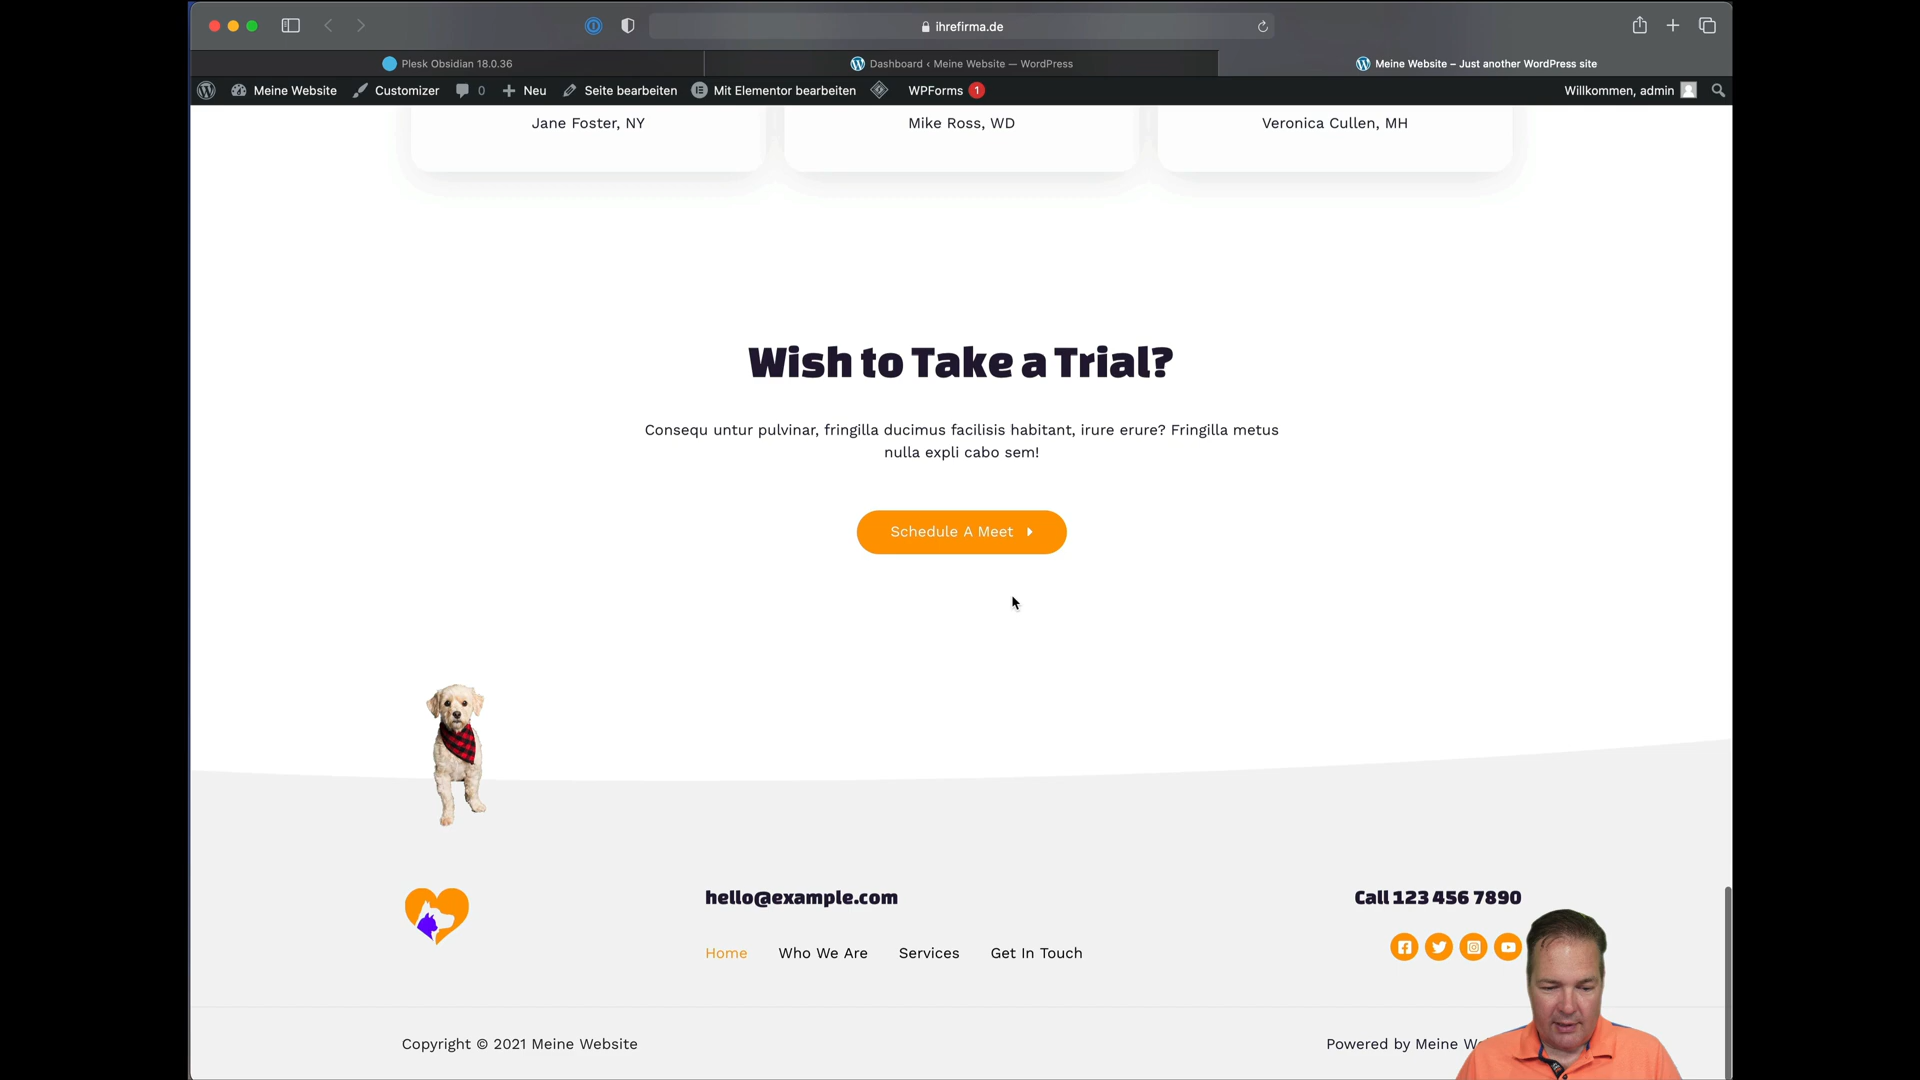 ihrefirma.de
Plesk Obsidian 18.0.36
Dashboard ‹ Meine Website — WordPress
Meine Website – Just another WordPress site
Meine Website
Customizer
0
Neu
Seite bearbeiten
Mit Elementor bearbeiten
WPForms 1
Willkommen, admin
Jane Foster, NY
Mike Ross, WD
Veronica Cullen, MH
Wish to Take a Trial?
Consequ untur pulvinar, fringilla ducimus facilisis habitant, irure erure? Fringilla metus
nulla expli cabo sem!
Schedule A Meet
hello@example.com
Call 123 456 7890
Home
Who We Are
Services
Get In Touch
Copyright © 2021 Meine Website
Powered by Meine